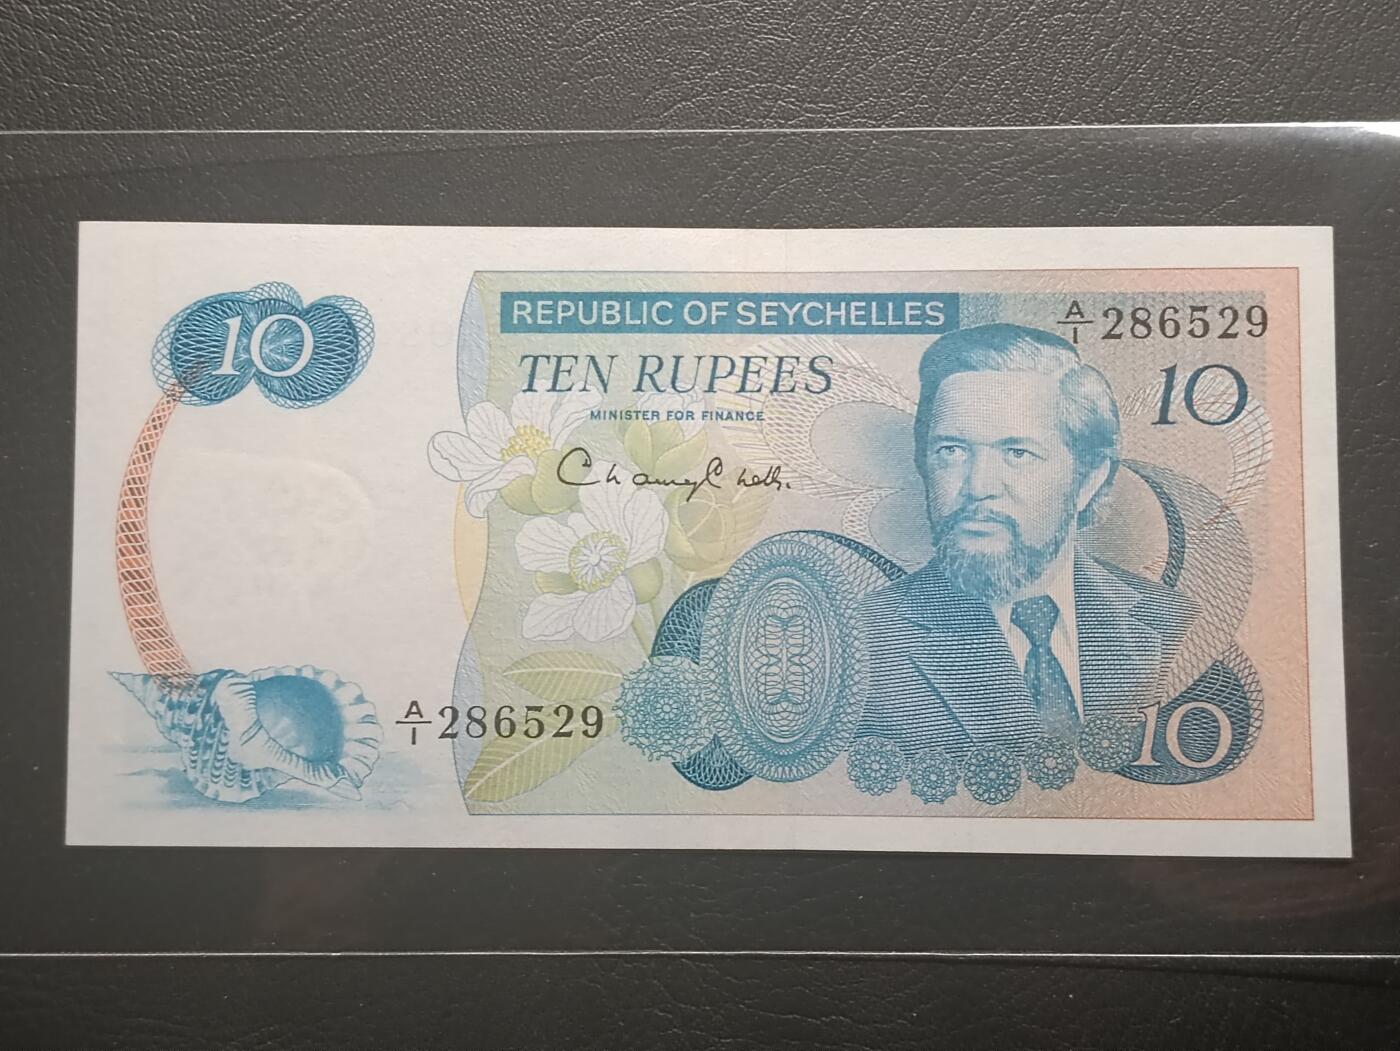 10
REPUBLIC OF SEYCHELLES
A/1 286529
TEN RUPEES
10
MINISTER FOR FINANCE
A/1 286529
10